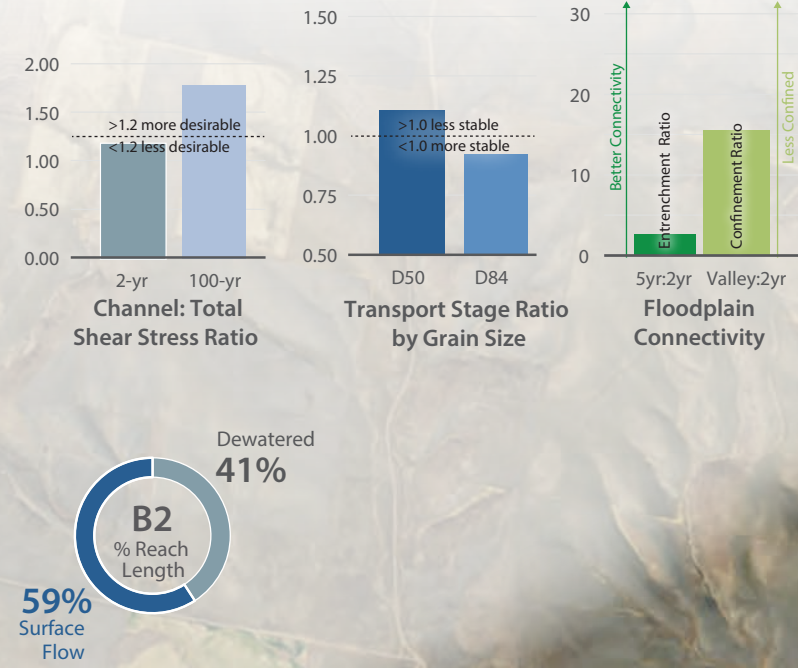 2.00
1.50
1.00
0.50
0.00
>1.2 more desirable
<1.2 less desirable
2-yr
100-yr
Channel: Total
Shear Stress Ratio
1.50
1.25
1.00
0.75
0.50
>1.0 less stable
<1.0 more stable
D50
D84
Transport Stage Ratio
by Grain Size
30
20
10
0
Better Connectivity
Entrenchment Ratio
Confinement Ratio
Less Confined
5yr:2yr
Valley:2yr
Floodplain
Connectivity
Dewatered
41%
B2
% Reach
Length
59%
Surface
Flow